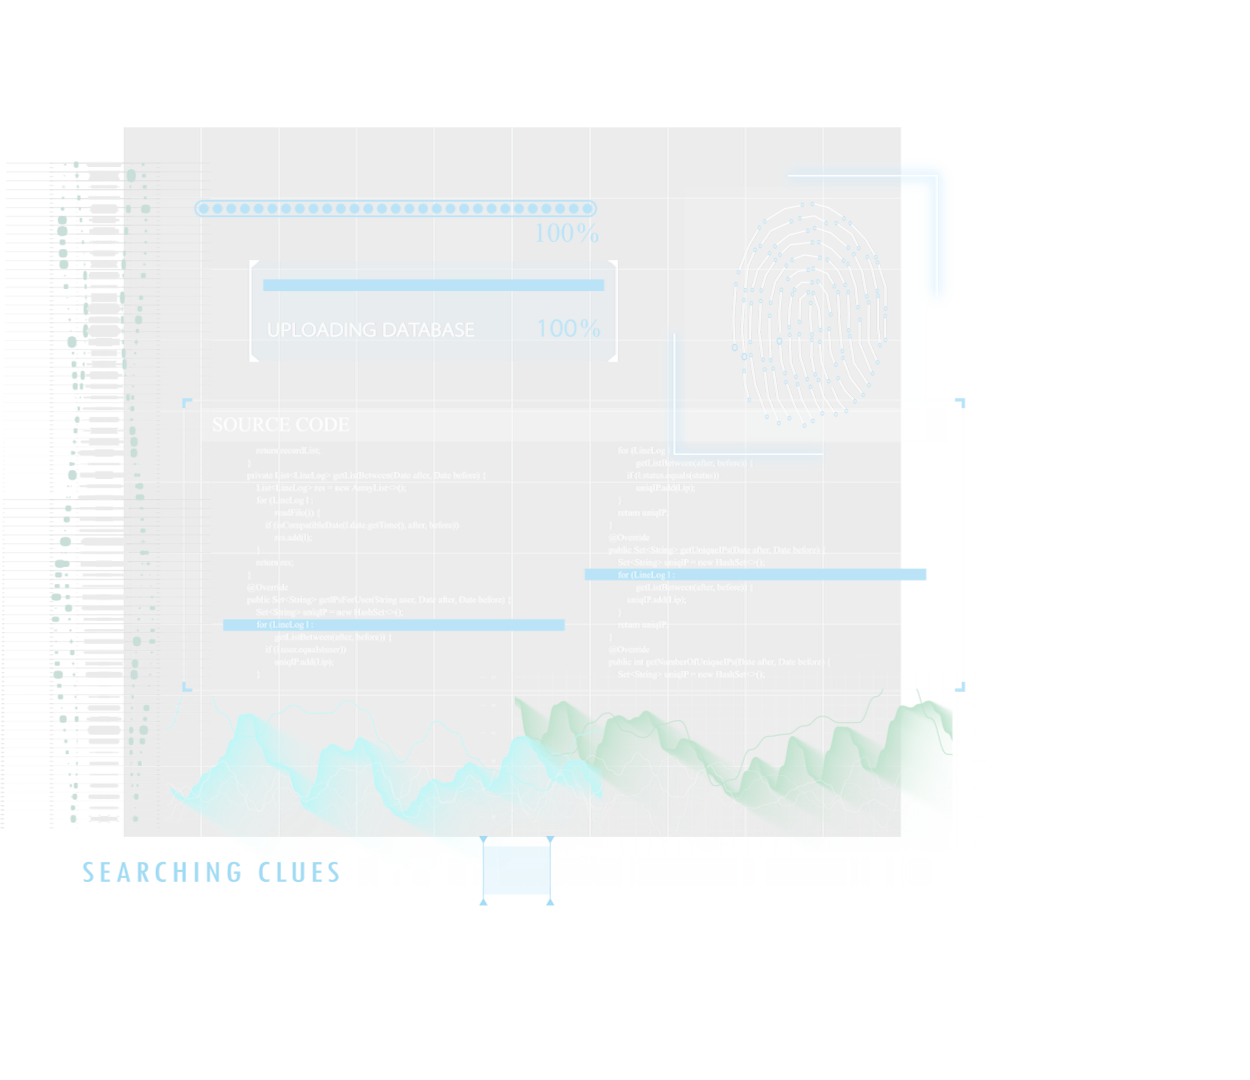 100%
UPLOADING DATABASE 100%
SOURCE CODE
return recordList;
}
private List<LineLog> getListBetween(Date after, Date before) {
List<LineLog> res = new ArrayList<>();
for (LineLog l :
readFile()) {
if (isCompatibleDate(l.date.getTime(), after, before))
res.add(l);
}
return res;
}
@Override
public Set<String> getIPsForUser(String user, Date after, Date before) {
Set<String> uniqIP = new HashSet<>();
for (LineLog l :
getListBetween(after, before)) {
if (l.user.equals(user))
uniqIP.add(l.ip);
}
for (LineLog
getListBetween(after, before)) {
if (l.status.equals(status))
uniqIP.add(l.ip);
}
return uniqIP;
}
@Override
public Set<String> getUniqueIPs(Date after, Date before) {
Set<String> uniqIP = new HashSet<>();
for (LineLog l :
getListBetween(after, before)) {
uniqIP.add(l.ip);
}
return uniqIP;
}
@Override
public int getNumberOfUniqueIPs(Date after, Date before) {
Set<String> uniqIP = new HashSet<>();
SEARCHING CLUES